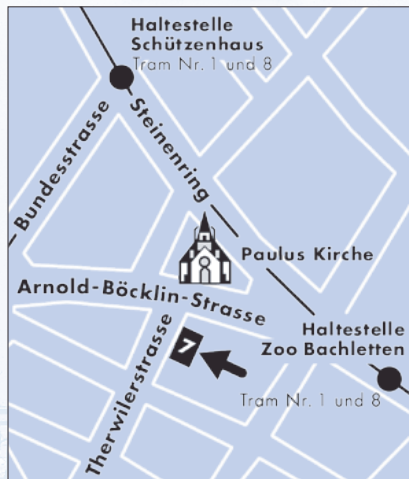 Haltestelle
Schützenhaus
Tram Nr. 1 und 8
Bundesstrasse
Steinenring
Paulus Kirche
Arnold-Böcklin-Strasse
Haltestelle
Zoo Bachletten
7
Tram Nr. 1 und 8
Therwilerstrasse